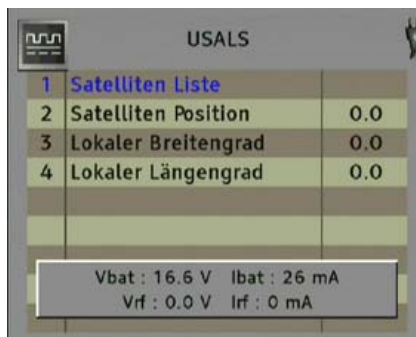 USALS
1 Satelliten Liste
2 Satelliten Position 0.0
3 Lokaler Breitengrad 0.0
4 Lokaler Längengrad 0.0
Vbat : 16.6 V Ibat : 26 mA
Vrf : 0.0 V Irf : 0 mA